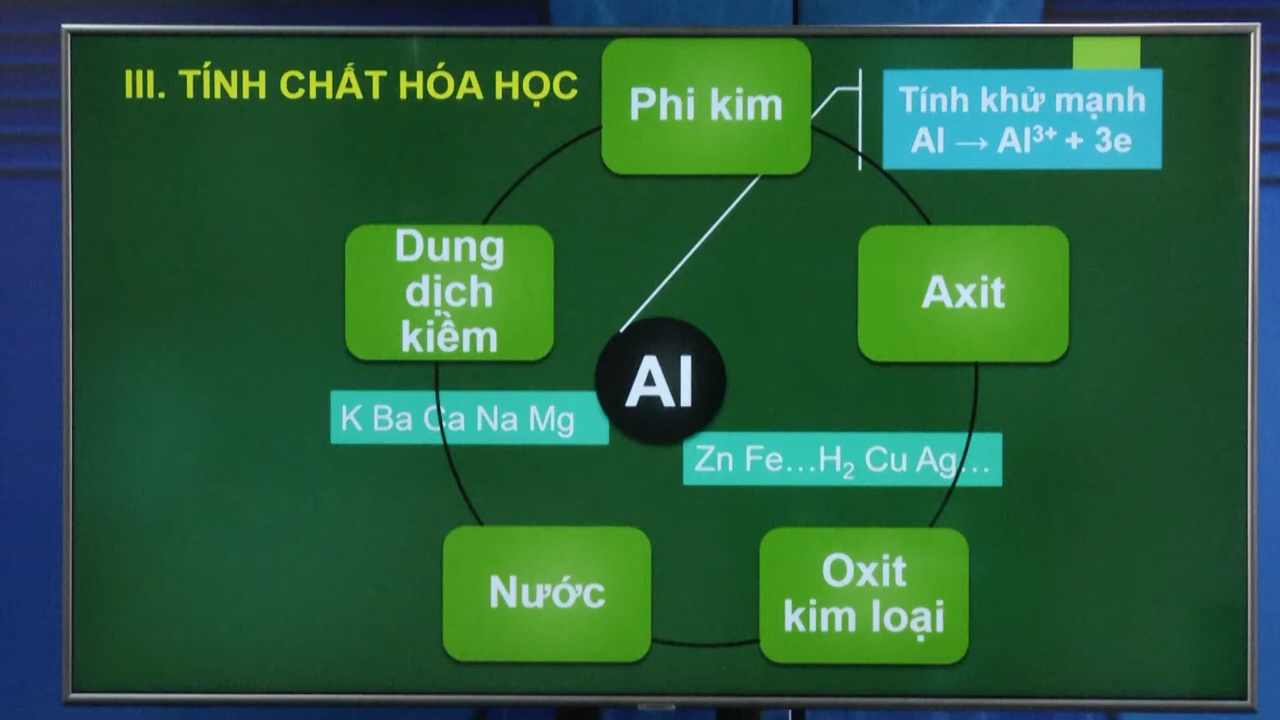 III. TÍNH CHẤT HÓA HỌC
Phi kim
Tính khử mạnh
Al → Al³⁺ + 3e
Dung
dịch
kiềm
Axit
Al
K Ba Ca Na Mg
Zn Fe...H₂ Cu Ag...
Nước
Oxit
kim loại